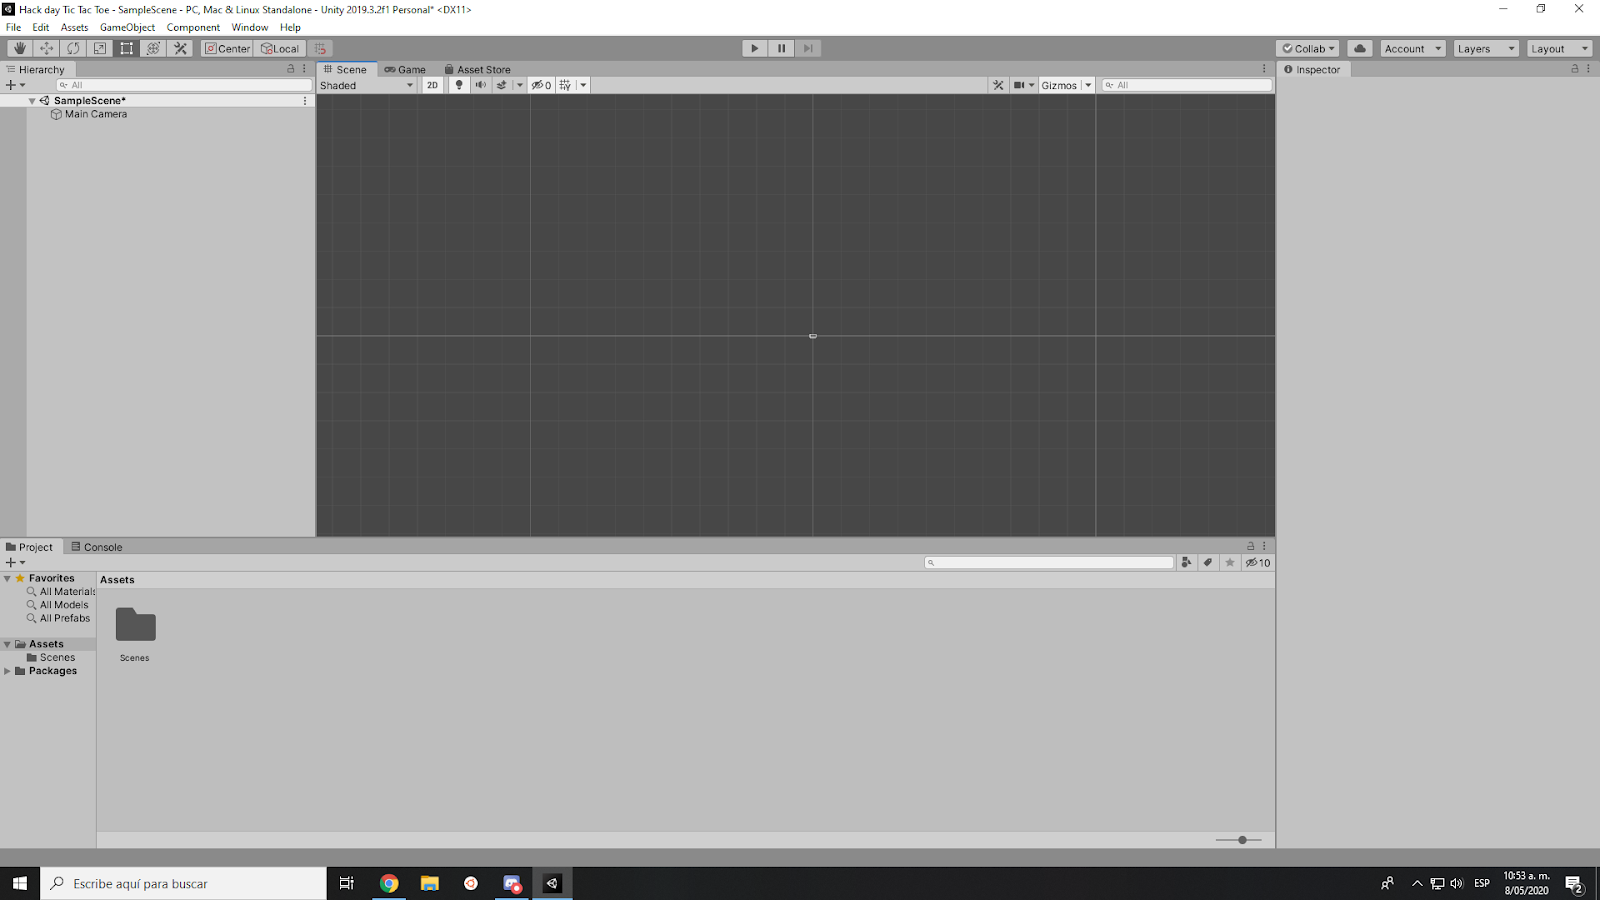 Hack day Tic Tac Toe - SampleScene - PC, Mac & Linux Standalone - Unity 2019.3.2f1 Personal* <DX11>
File Edit Assets GameObject Component Window Help
Center Local Collab Account Layers Layout
Hierarchy
All
SampleScene*
Main Camera
Scene Game Asset Store
Shaded 2D 0 Gizmos All
Inspector
Project Console
10
Favorites
All Materials
All Models
All Prefabs
Assets
Scenes
Packages
Assets
Scenes
Escribe aquí para buscar
ESP
10:53 a. m.
8/05/2020
2